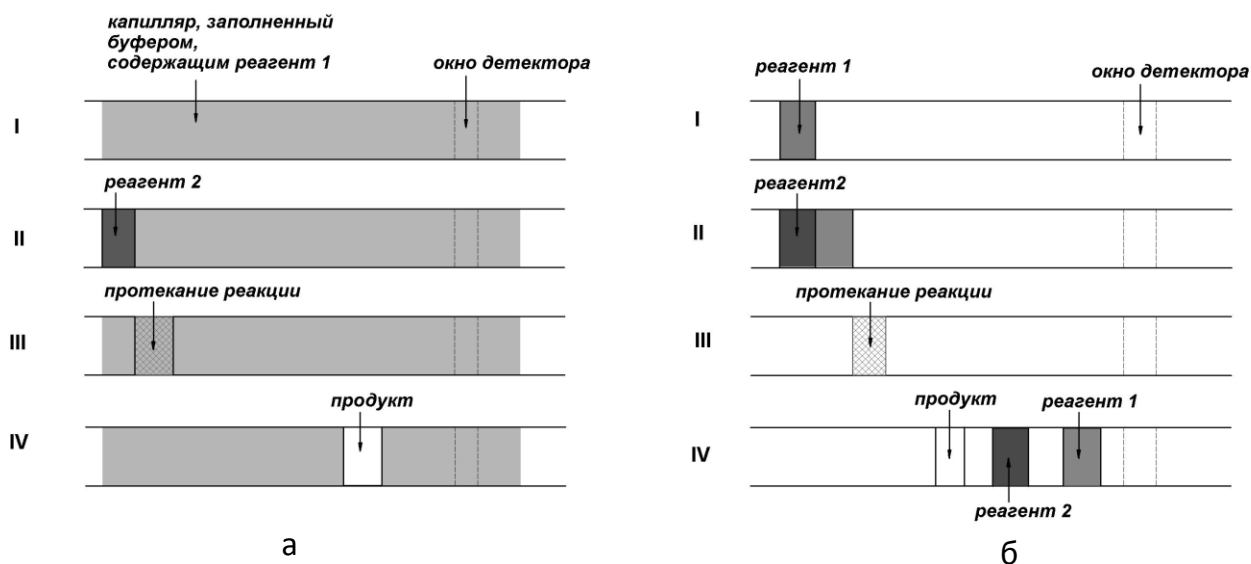 капилляр, заполненный
буфером,
содержащим реагент 1
окно детектора
I
реагент 2
II
протекание реакции
III
продукт
IV
а
реагент 1
окно детектора
I
реагент2
II
протекание реакции
III
продукт
реагент 1
IV
реагент 2
б